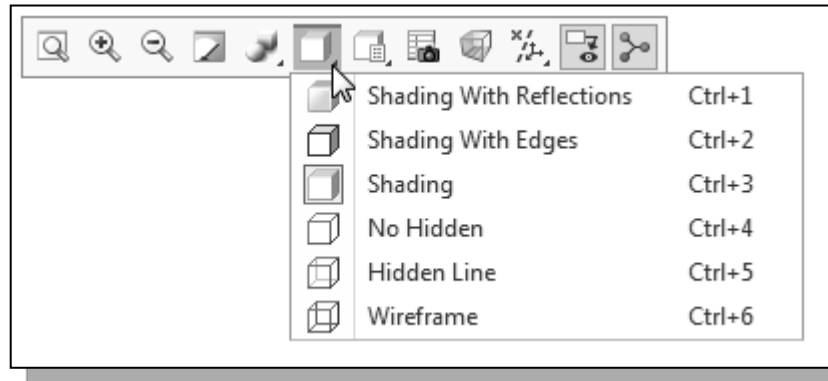 Shading With Reflections Ctrl+1
Shading With Edges Ctrl+2
Shading Ctrl+3
No Hidden Ctrl+4
Hidden Line Ctrl+5
Wireframe Ctrl+6